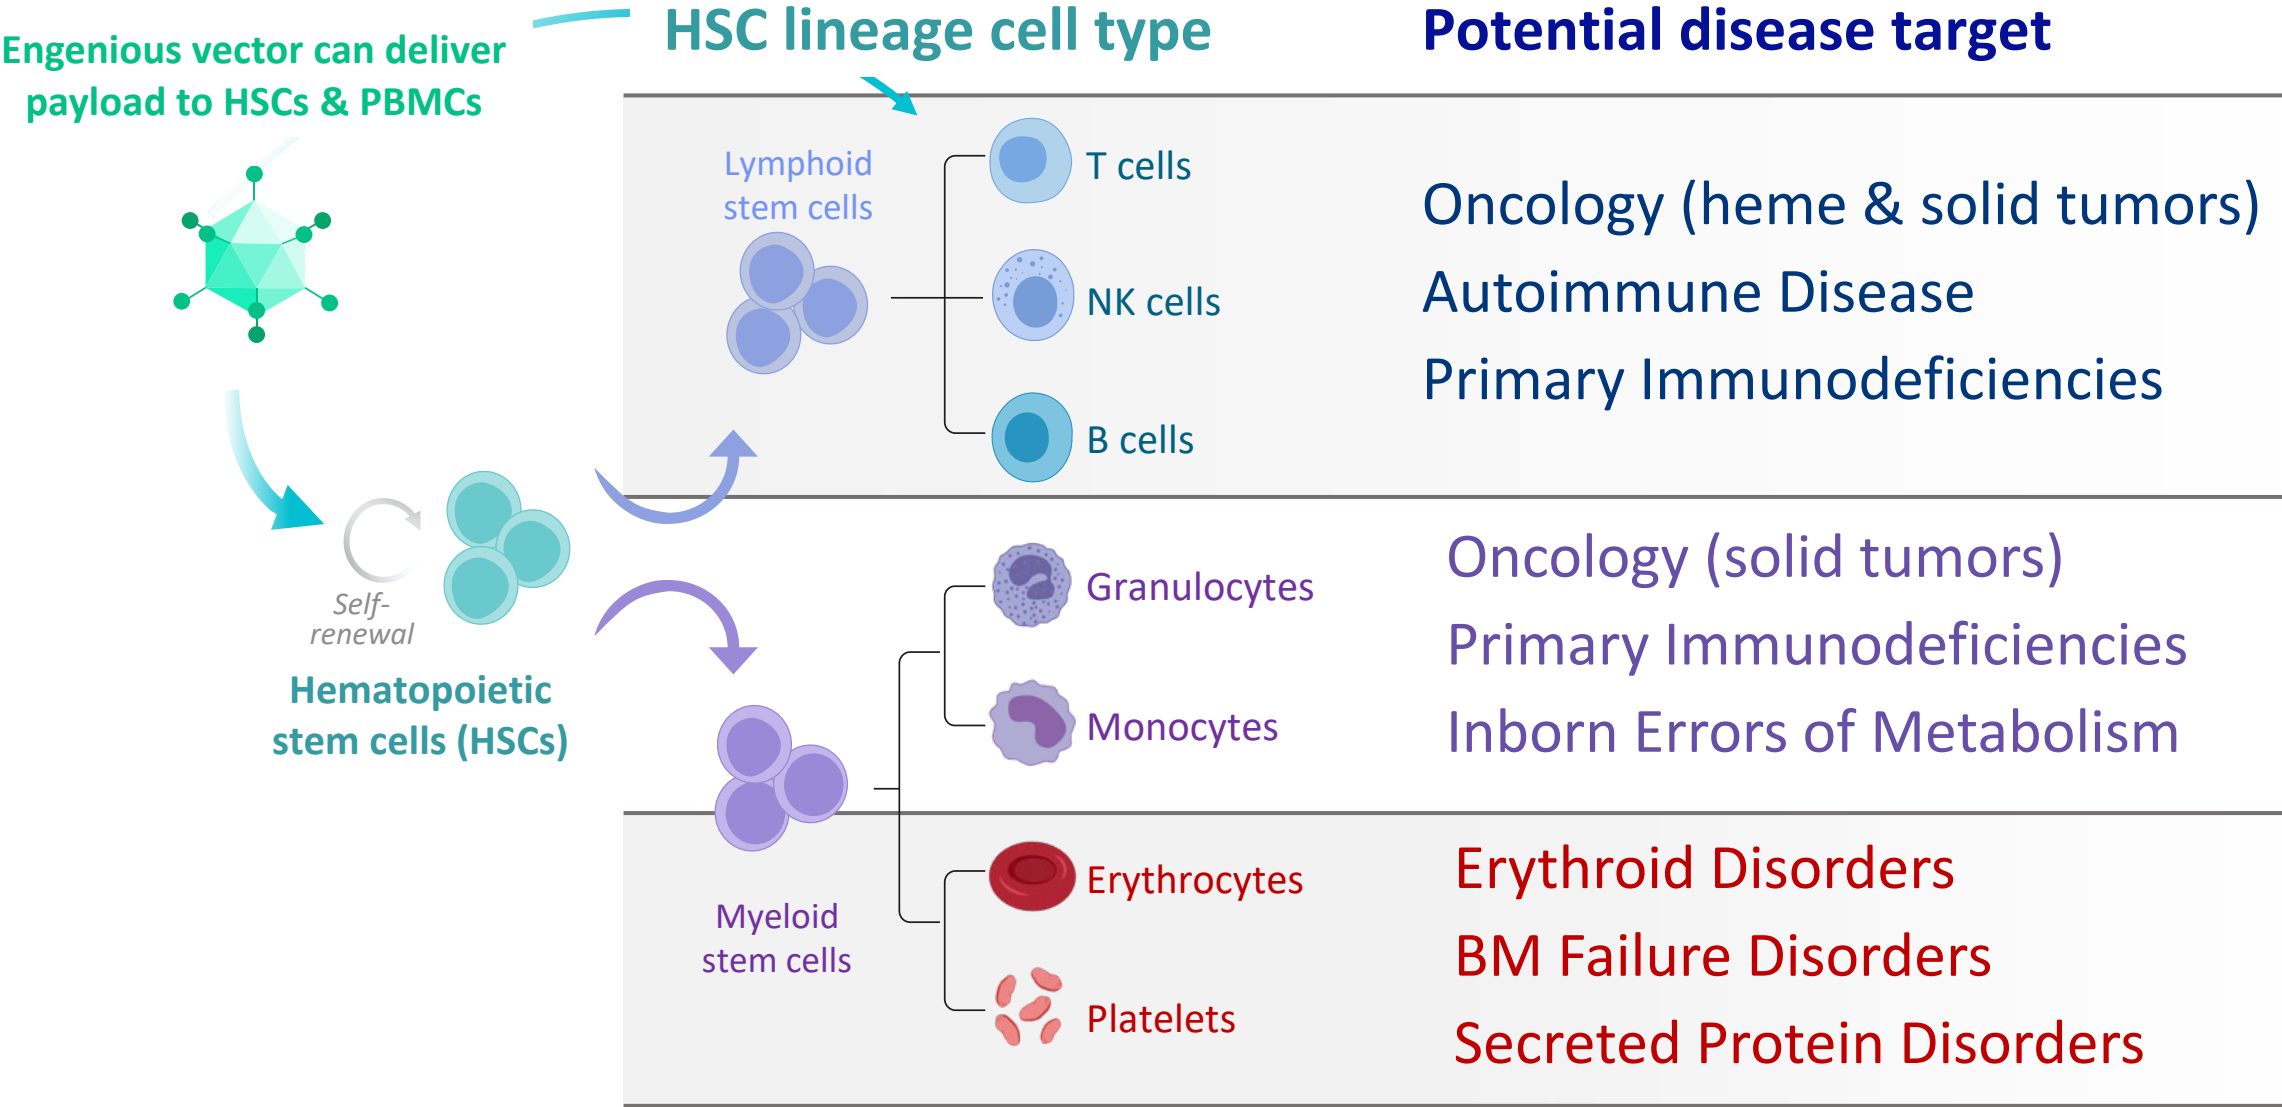 Engenious vector can deliver
payload to HSCs & PBMCs
HSC lineage cell type
Potential disease target
Lymphoid
stem cells
T cells
NK cells
B cells
Oncology (heme & solid tumors)
Autoimmune Disease
Primary Immunodeficiencies
Self-
renewal
Hematopoietic
stem cells (HSCs)
Granulocytes
Monocytes
Oncology (solid tumors)
Primary Immunodeficiencies
Inborn Errors of Metabolism
Myeloid
stem cells
Erythrocytes
Platelets
Erythroid Disorders
BM Failure Disorders
Secreted Protein Disorders